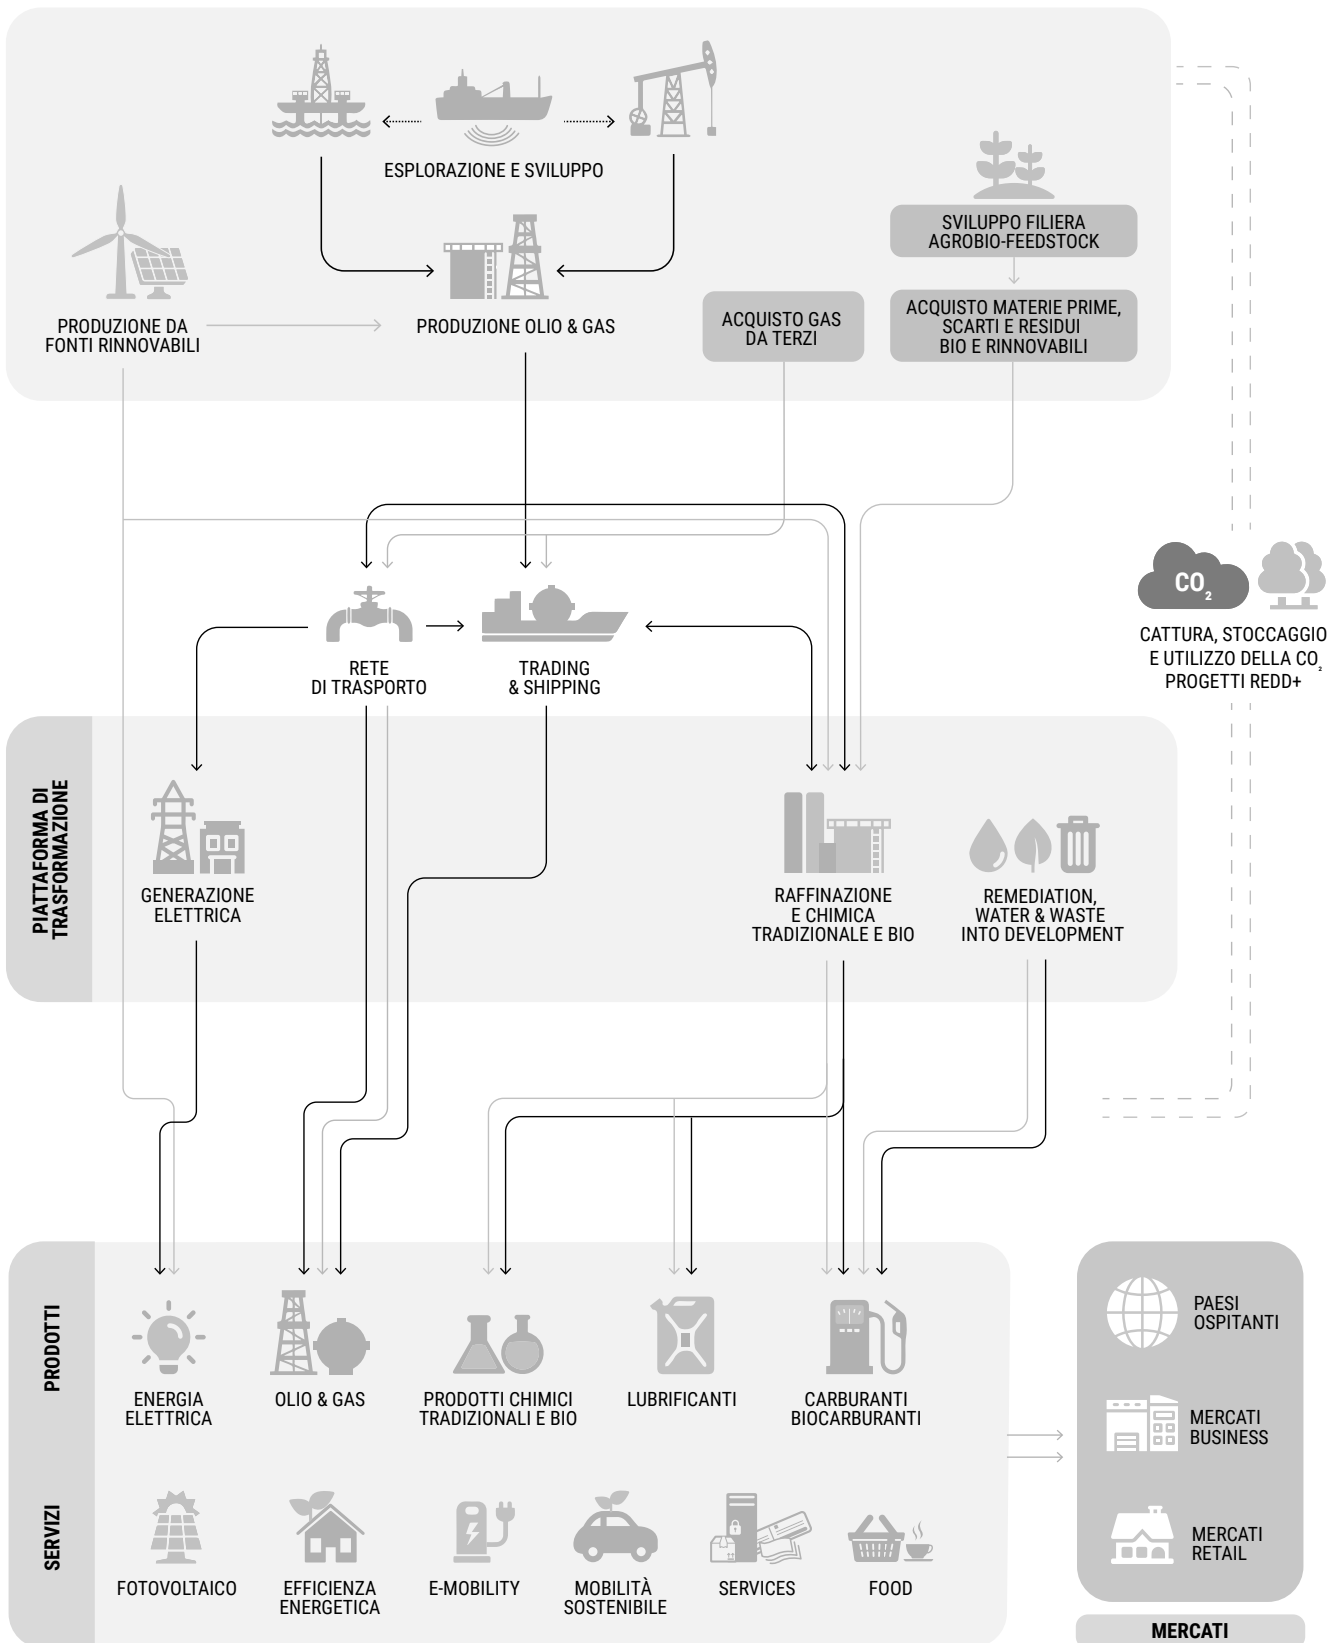 ESPLORAZIONE E SVILUPPO
SVILUPPO FILIERA
AGROBIO-FEEDSTOCK
PRODUZIONE DA
FONTI RINNOVABILI
PRODUZIONE OLIO & GAS
ACQUISTO GAS
DA TERZI
ACQUISTO MATERIE PRIME,
SCARTI E RESIDUI
BIO E RINNOVABILI
CO₂
CATTURA, STOCCAGGIO
E UTILIZZO DELLA CO₂
PROGETTI REDD+
RETE
DI TRASPORTO
TRADING
& SHIPPING
PIATTAFORMA DI
TRASFORMAZIONE
GENERAZIONE
ELETTRICA
RAFFINAZIONE
E CHIMICA
TRADIZIONALE E BIO
REMEDIATION,
WATER & WASTE
INTO DEVELOPMENT
PRODOTTI
ENERGIA
ELETTRICA
OLIO & GAS
PRODOTTI CHIMICI
TRADIZIONALI E BIO
LUBRIFICANTI
CARBURANTI
BIOCARBURANTI
SERVIZI
FOTOVOLTAICO
EFFICIENZA
ENERGETICA
E-MOBILITY
MOBILITÀ
SOSTENIBILE
SERVICES
FOOD
PAESI
OSPITANTI
MERCATI
BUSINESS
MERCATI
RETAIL
MERCATI